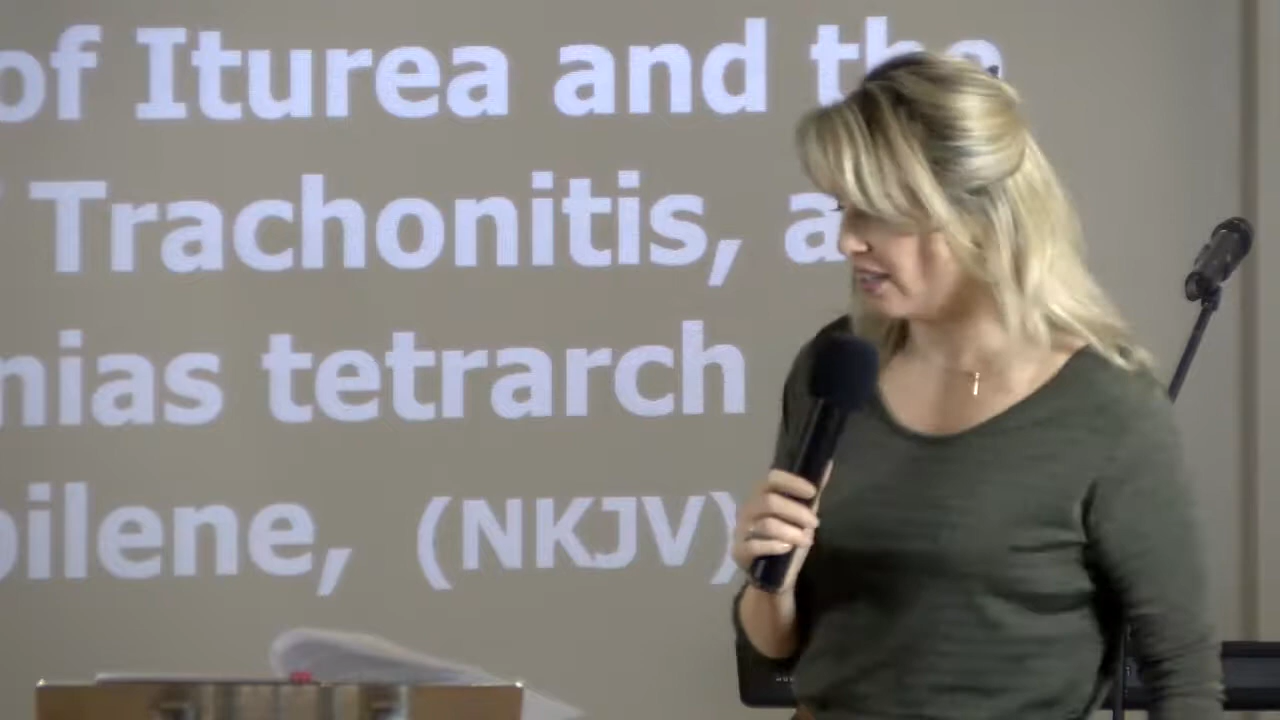 of Iturea and the
Trachonitis, a
nias tetrarch
bilene, (NKJV)